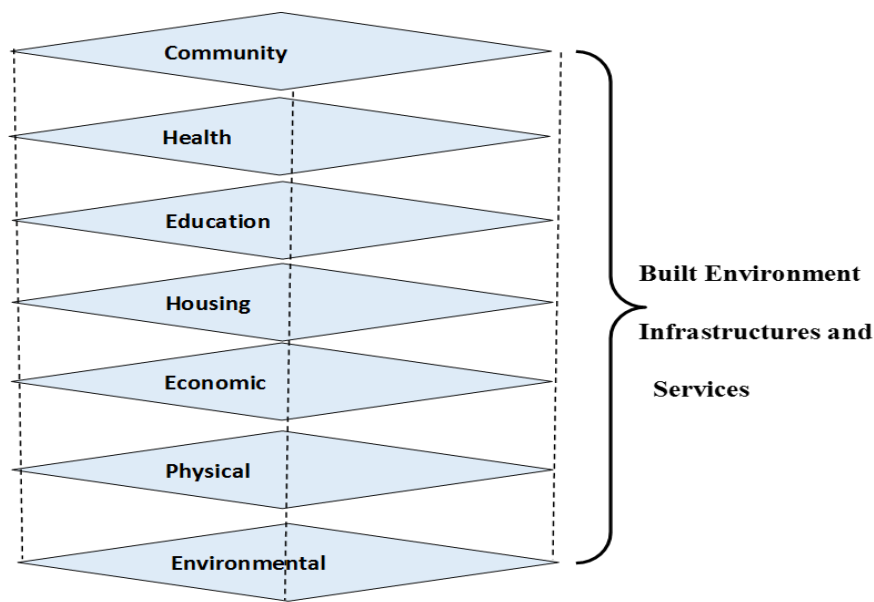 Community
Health
Education
Housing
Economic
Physical
Environmental
Built Environment
Infrastructures and
Services